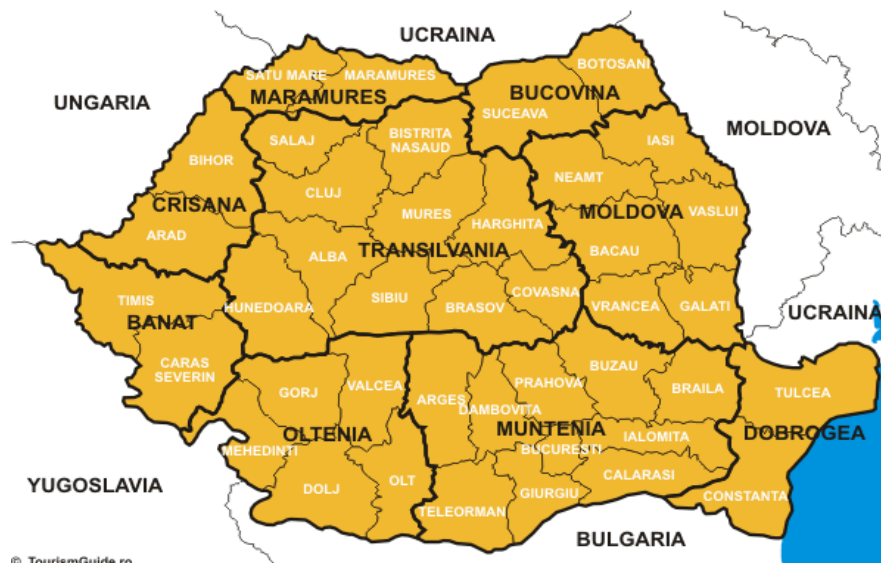 UCRAINA
BOTOSANI
SATU MARE
MARAMURES
MARAMURES
BUCOVINA
UNGARIA
SUCEAVA
MOLDOVA
SALAJ
BISTRITA
NASAUD
IASI
BIHOR
NEAMT
CLUJ
CRISANA
MURES
MOLDOVA
VASLUI
HARGHITA
ARAD
TRANSILVANIA
BACAU
ALBA
COVASNA
SIBIU
TIMIS
HUNEDOARA
BRASOV
VRANCEA
GALATI
UCRAINA
BANAT
CARAS
SEVERIN
GORJ
VALCEA
ARGES
PRAHOVA
BUZAU
BRAILA
TULCEA
DAMBOVITA
OLTENIA
MUNTENIA
IALOMITA
DOBROGEA
MEHEDINTI
BUCURESTI
CALARASI
YUGOSLAVIA
DOLJ
OLT
GIURGIU
CONSTANTA
TELEORMAN
BULGARIA
© TourismGuide.ro